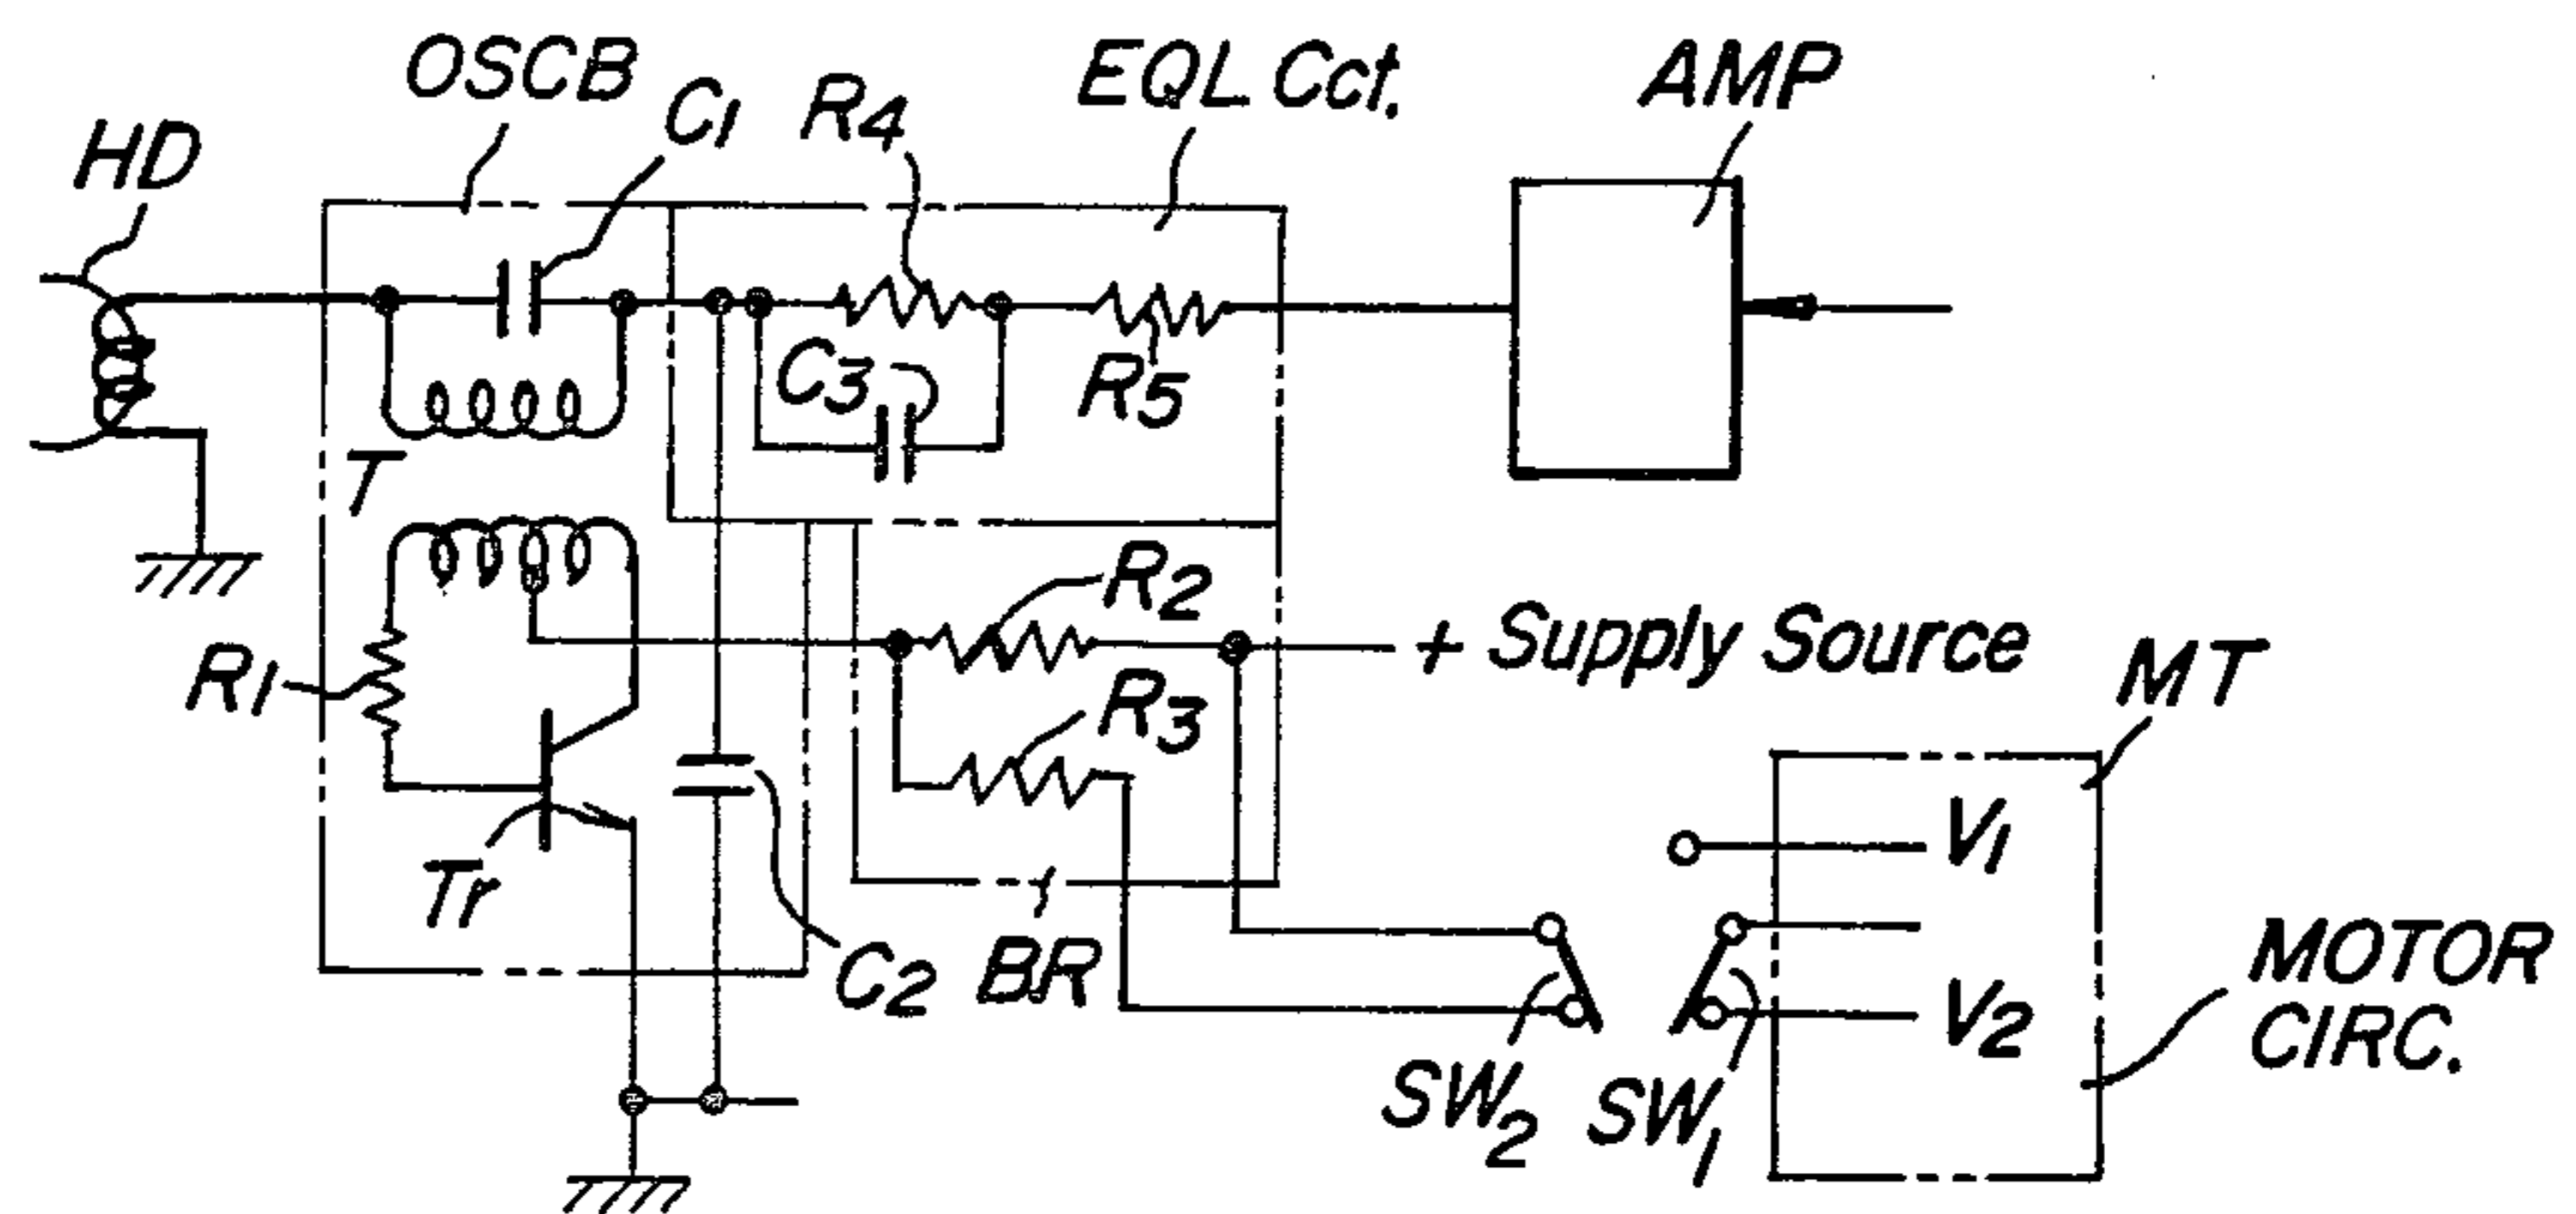 OSCB
C1
R4
EQL Cct.
AMP
HD
C3
R5
T
R2
+ Supply Source
R1
R3
MT
V1
Tr
C2
BR
V2
MOTOR
CIRC.
SW2
SW1